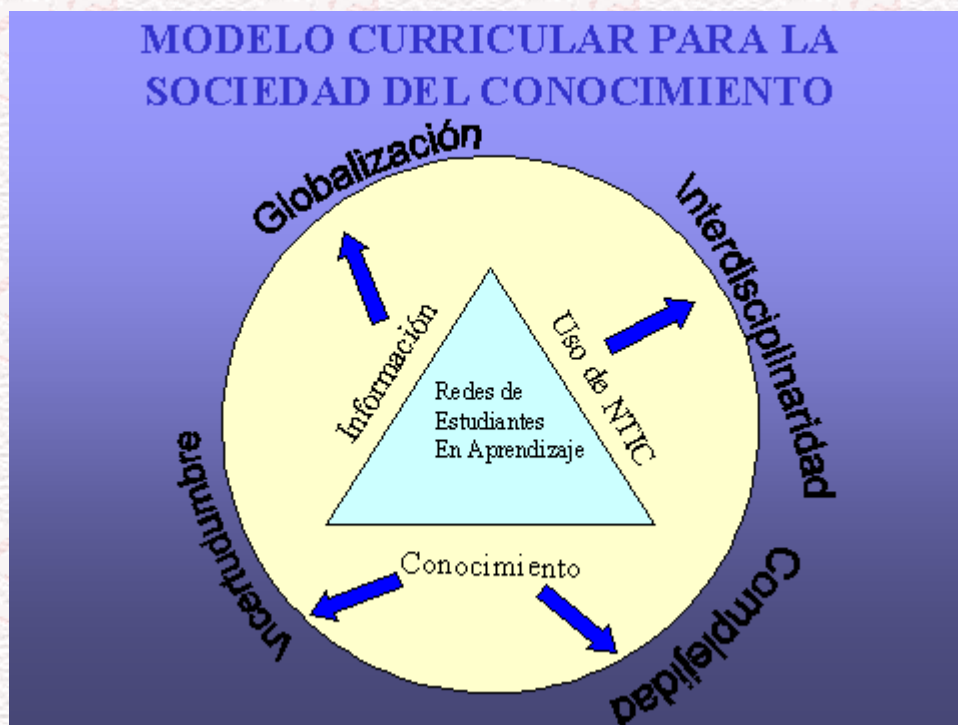 MODELO CURRICULAR PARA LA
SOCIEDAD DEL CONOCIMIENTO
Globalización
Interdisciplinaridad
Información
Uso de NTIC
Redes de
Estudiantes
En Aprendizaje
Conocimiento
Incertudumbre
Complejidad